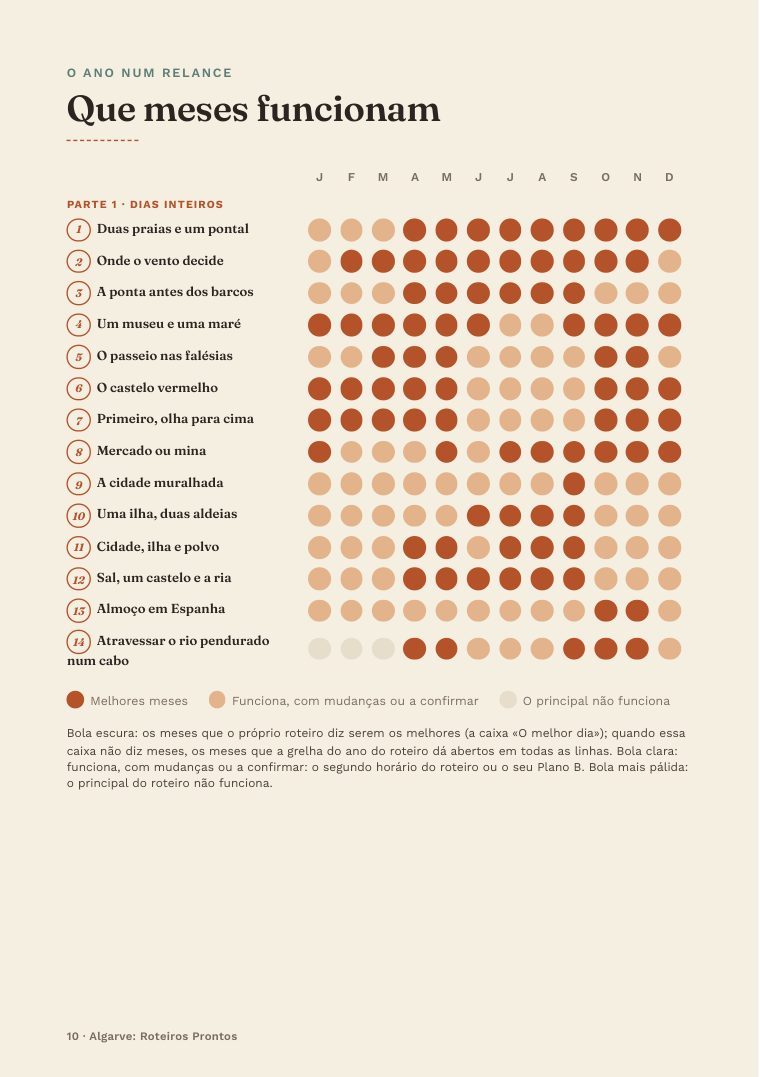 O ANO NUM RELANCE
Que meses funcionam
J F M A M J J A S O N D
PARTE 1 · DIAS INTEIROS
1 Duas praias e um pontal
2 Onde o vento decide
3 A ponta antes dos barcos
4 Um museu e uma maré
5 O passeio nas falésias
6 O castelo vermelho
7 Primeiro, olha para cima
8 Mercado ou mina
9 A cidade muralhada
10 Uma ilha, duas aldeias
11 Cidade, ilha e polvo
12 Sal, um castelo e a ria
13 Almoço em Espanha
14 Atravessar o rio pendurado
num cabo
Melhores meses Funciona, com mudanças ou a confirmar O principal não funciona
Bola escura: os meses que o próprio roteiro diz serem os melhores (a caixa «O melhor dia»); quando essa
caixa não diz meses, os meses que a grelha do ano do roteiro dá abertos em todas as linhas. Bola clara:
funciona, com mudanças ou a confirmar: o segundo horário do roteiro ou o seu Plano B. Bola mais pálida:
o principal do roteiro não funciona.
10 · Algarve: Roteiros Prontos